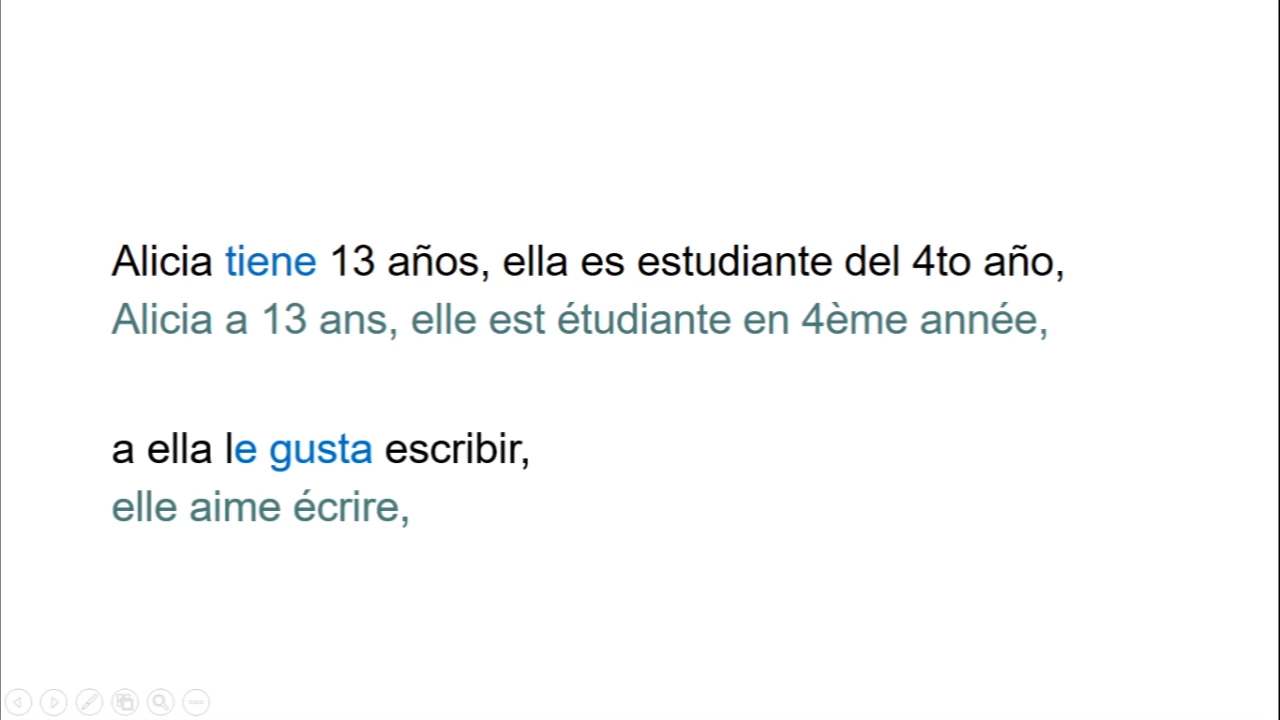 Alicia tiene 13 años, ella es estudiante del 4to año,
Alicia a 13 ans, elle est étudiante en 4ème année,
a ella le gusta escribir,
elle aime écrire,